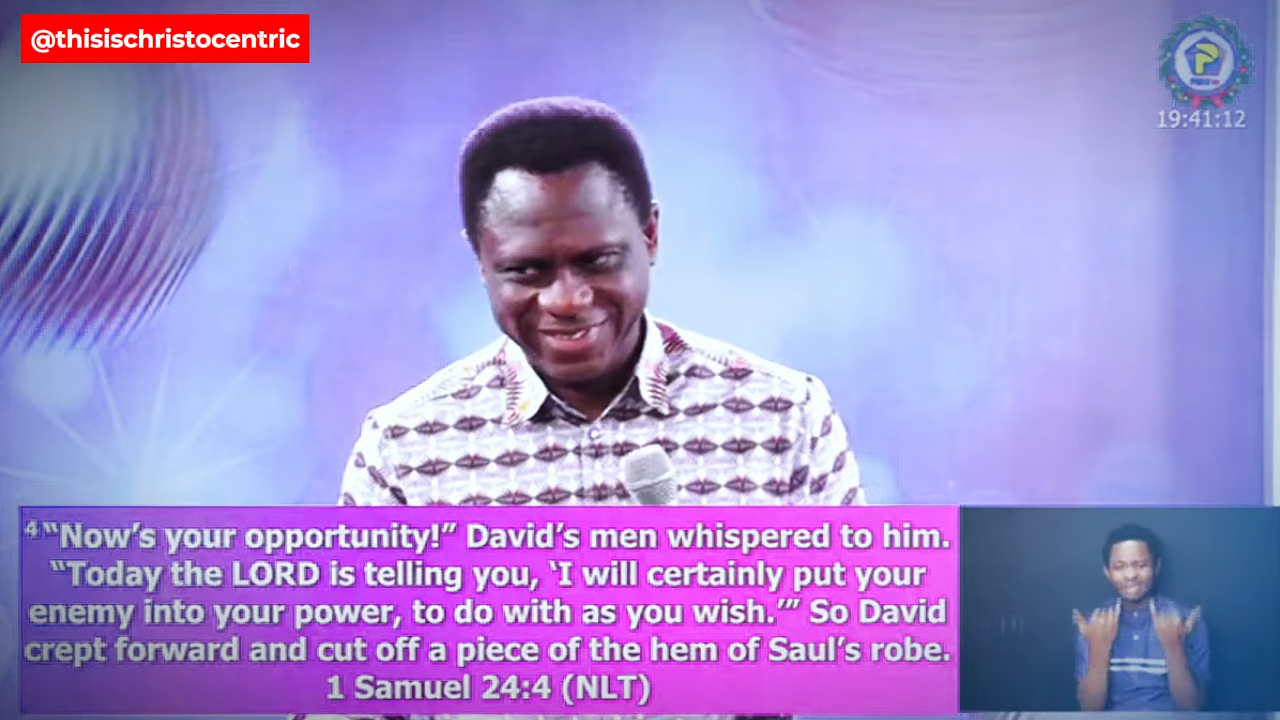 @thisischristocentric
P
19:41:12
4 “Now’s your opportunity!” David’s men whispered to him.
“Today the LORD is telling you, ‘I will certainly put your
enemy into your power, to do with as you wish.’” So David
crept forward and cut off a piece of the hem of Saul’s robe.
1 Samuel 24:4 (NLT)